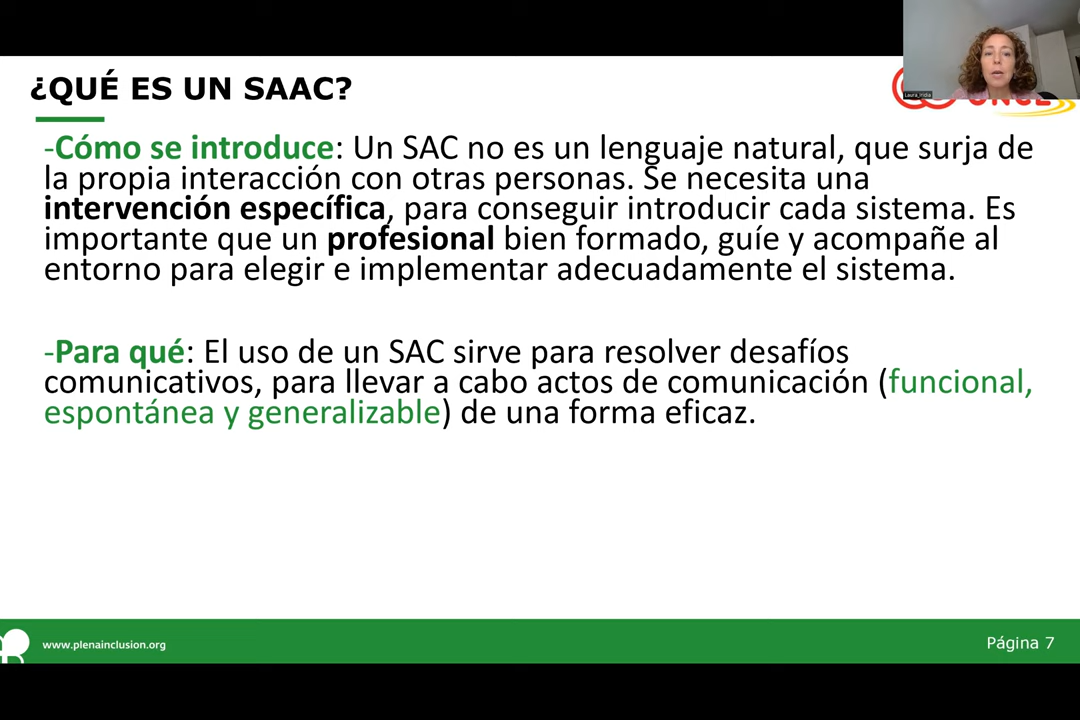 ¿QUÉ ES UN SAAC?
-Cómo se introduce: Un SAC no es un lenguaje natural, que surja de
la propia interacción con otras personas. Se necesita una
intervención específica, para conseguir introducir cada sistema. Es
importante que un profesional bien formado, guíe y acompañe al
entorno para elegir e implementar adecuadamente el sistema.
-Para qué: El uso de un SAC sirve para resolver desafíos
comunicativos, para llevar a cabo actos de comunicación (funcional,
espontánea y generalizable) de una forma eficaz.
www.plenainclusion.org
Página 7